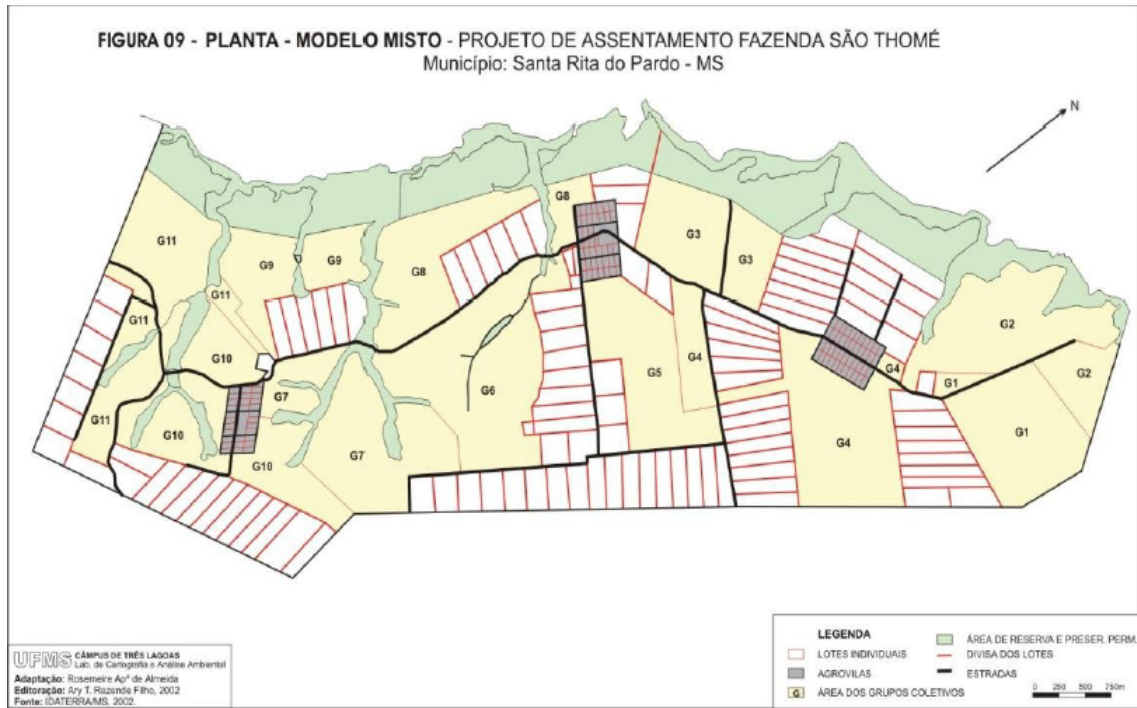 FIGURA 09 - PLANTA - MODELO MISTO - PROJETO DE ASSENTAMENTO FAZENDA SÃO THOMÉ
Município: Santa Rita do Pardo - MS
N
G8
G3
G11
G9
G9
G8
G3
G11
G2
G11
G10
G4
G4
G1
G2
G7
G6
G5
G11
G10
G10
G7
G4
G1
LEGENDA
LOTES INDIVIDUAIS
AGROVILAS
G ÁREA DOS GRUPOS COLETIVOS
ÁREA DE RESERVA E PRESER. PERM.
DIVISA DOS LOTES
ESTRADAS
0 250 500 750m
UFMS CÂMPUS DE TRÊS LAGOAS
Lab. de Cartografia e Análise Ambiental
Adaptação: Rosemeire Apª de Almeida
Editoração: Ary T. Rezende Filho, 2002
Fonte: IDATERRA/MS, 2002.